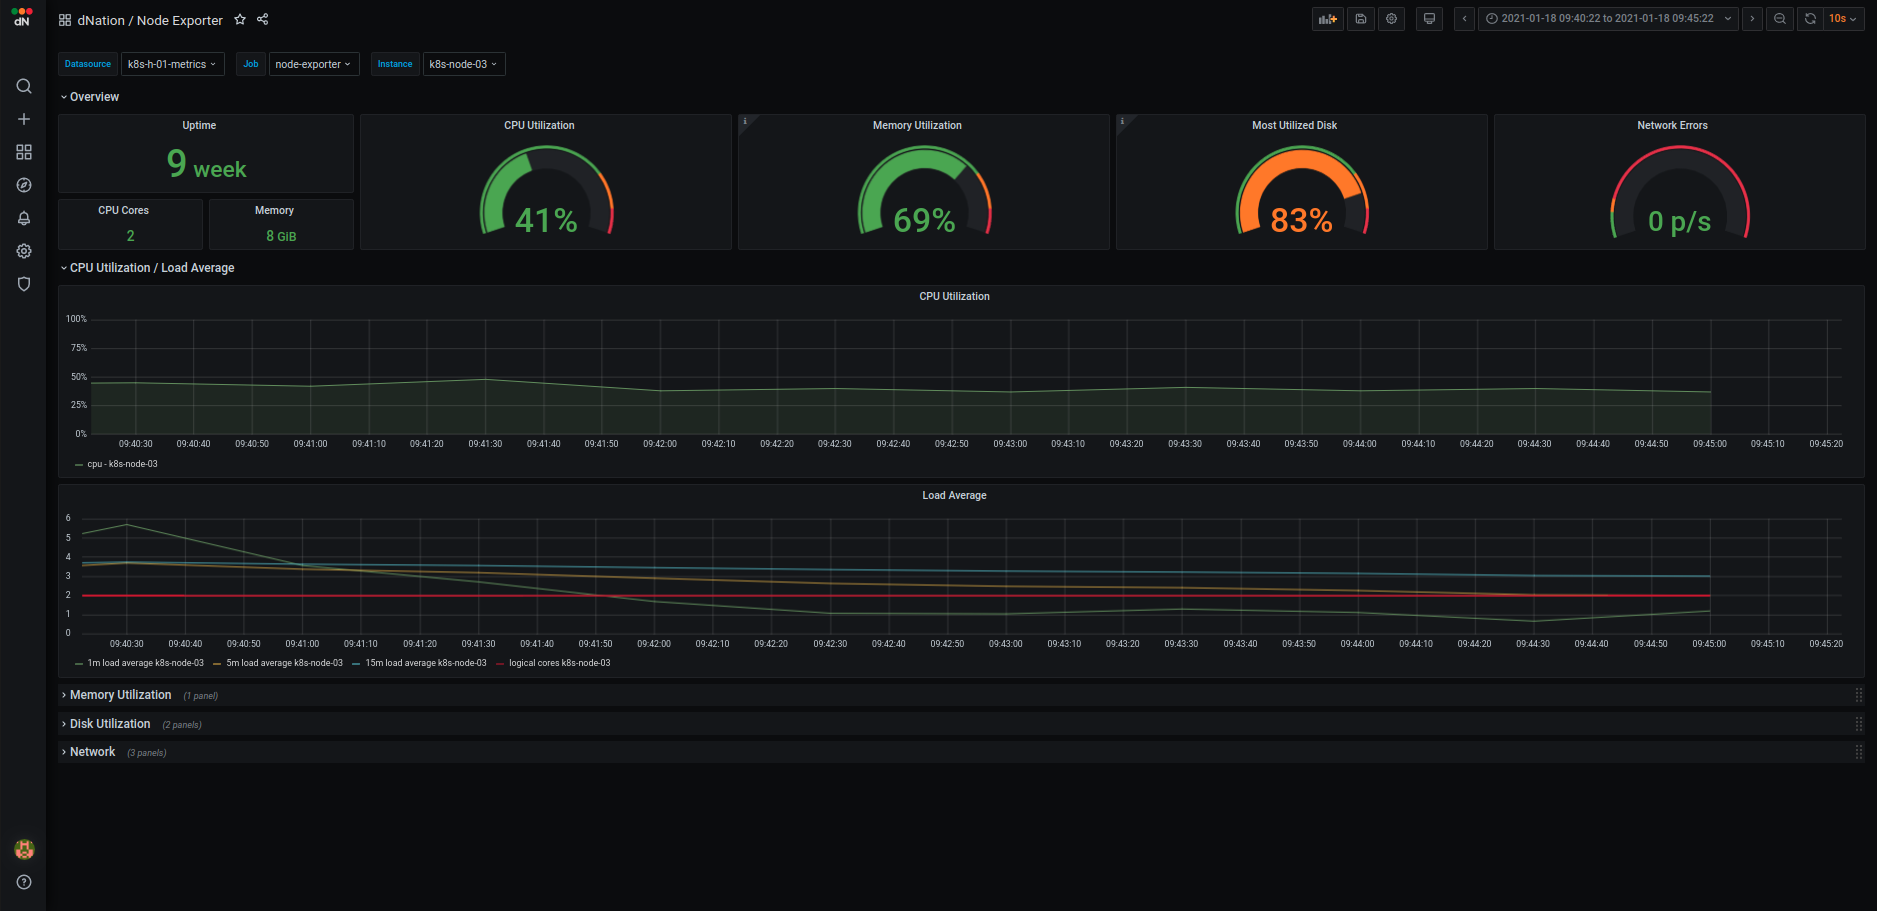 dN
dNation / Node Exporter
2021-01-18 09:40:22 to 2021-01-18 09:45:22
10s
Datasource k8s-h-01-metrics Job node-exporter Instance k8s-node-03
Overview
Uptime
9 week
CPU Cores
2
Memory
8 GiB
CPU Utilization
41%
i
Memory Utilization
69%
i
Most Utilized Disk
83%
Network Errors
0 p/s
CPU Utilization / Load Average
CPU Utilization
100%
75%
50%
25%
0%
09:40:30 09:40:40 09:40:50 09:41:00 09:41:10 09:41:20 09:41:30 09:41:40 09:41:50 09:42:00 09:42:10 09:42:20 09:42:30 09:42:40 09:42:50 09:43:00 09:43:10 09:43:20 09:43:30 09:43:40 09:43:50 09:44:00 09:44:10 09:44:20 09:44:30 09:44:40 09:44:50 09:45:00 09:45:10 09:45:20
cpu - k8s-node-03
Load Average
6
5
4
3
2
1
0
09:40:30 09:40:40 09:40:50 09:41:00 09:41:10 09:41:20 09:41:30 09:41:40 09:41:50 09:42:00 09:42:10 09:42:20 09:42:30 09:42:40 09:42:50 09:43:00 09:43:10 09:43:20 09:43:30 09:43:40 09:43:50 09:44:00 09:44:10 09:44:20 09:44:30 09:44:40 09:44:50 09:45:00 09:45:10 09:45:20
1m load average k8s-node-03 5m load average k8s-node-03 15m load average k8s-node-03 logical cores k8s-node-03
Memory Utilization (1 panel)
Disk Utilization (2 panels)
Network (3 panels)